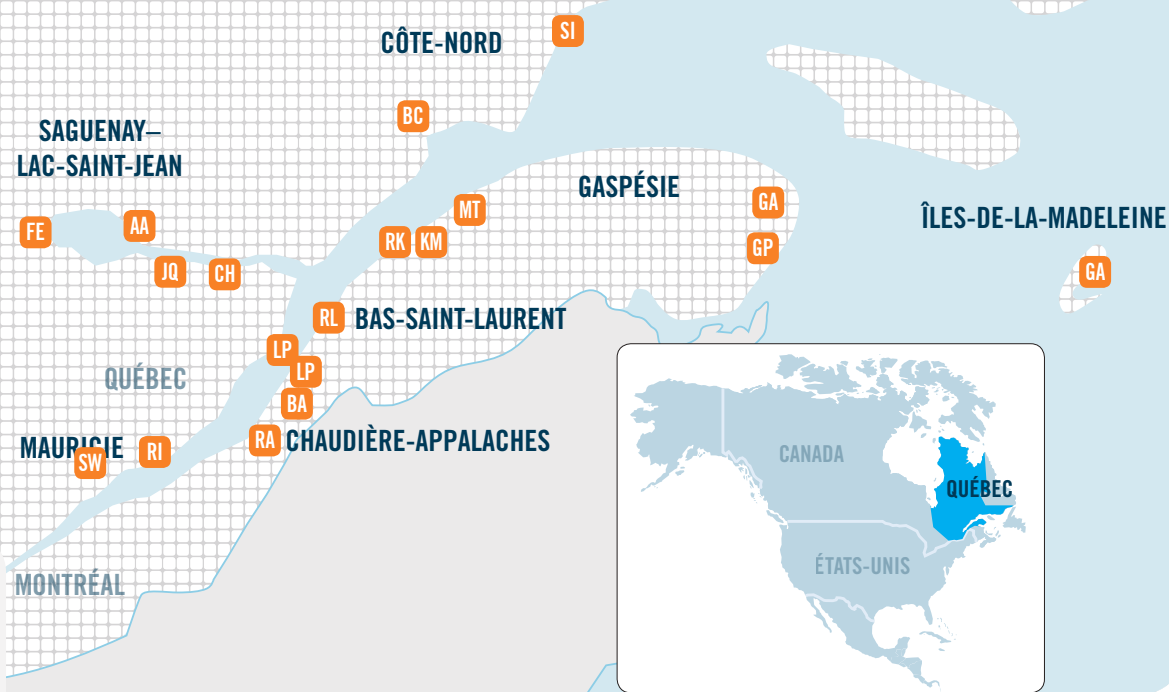 SI
CÔTE-NORD
BC
SAGUENAY–
LAC-SAINT-JEAN
GASPÉSIE
MT
GA
ÎLES-DE-LA-MADELEINE
FE
AA
RK
KM
GP
JQ
CH
GA
RL
BAS-SAINT-LAURENT
LP
LP
QUÉBEC
BA
MAURICIE
RA
CHAUDIÈRE-APPALACHES
RI
SW
CANADA
QUÉBEC
ÉTATS-UNIS
MONTRÉAL